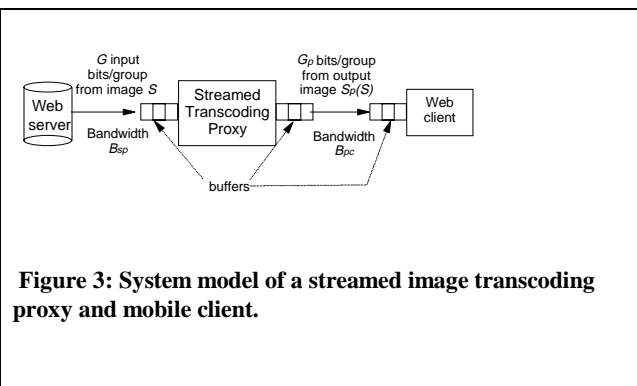 G input
bits/group
from image S
Gp bits/group
from output
image Sp(S)
Web
server
Streamed
Transcoding
Proxy
Web
client
Bandwidth
Bsp
Bandwidth
Bpc
buffers
Figure 3: System model of a streamed image transcoding
proxy and mobile client.